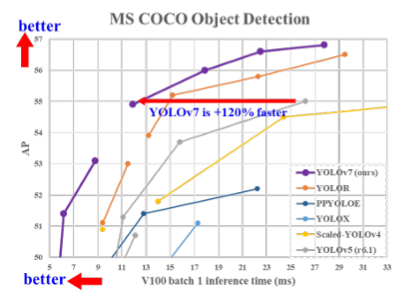 MS COCO Object Detection
better
57
56
55
54
53
52
51
50
AP
YOLOv7 is +120% faster
YOLOv7 (ours)
YOLOR
PPYOLOE
YOLOX
Scaled-YOLOv4
YOLOv5 (r6.1)
5 7 9 11 13 15 17 19 21 23 25 27 29 31 33
better
V100 batch 1 inference time (ms)